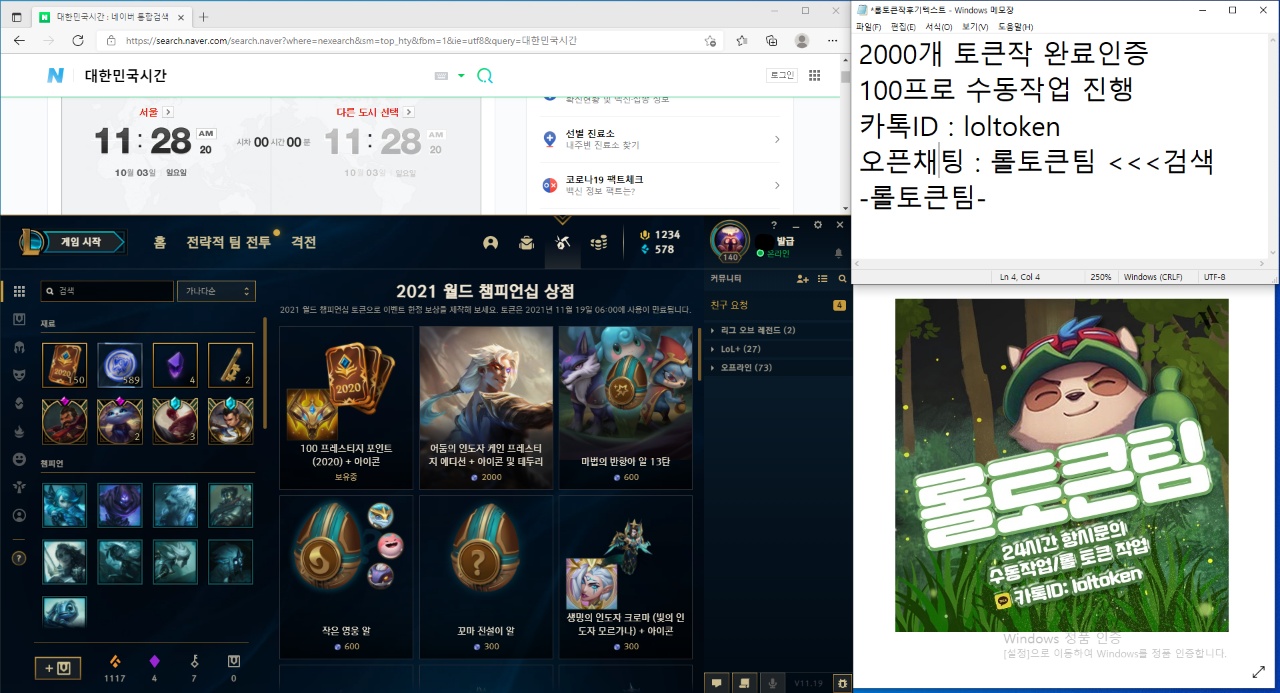 대한민국시간 : 네이버 통합검색
https://search.naver.com/search.naver?where=nexearch&sm=top_hty&fbm=1&ie=utf8&query=대한민국시간
N 대한민국시간
로그인
서울
다른 도시 선택
11:28 AM 20
시차 00 시간 00 분
11:28 AM 20
10월 03일 일요일
10월 03일 일요일
확진현황 및 백신·접종 정보
선별 진료소
내주변 진료소 찾기
코로나19 팩트체크
백신 정보 팩트는?
*롤토큰작후기텍스트 - Windows 메모장
파일(F) 편집(E) 서식(O) 보기(V) 도움말(H)
2000개 토큰작 완료인증
100프로 수동작업 진행
카톡ID : loltoken
오픈채팅 : 롤토큰팀 <<<검색
-롤토큰팀-
Ln 4, Col 4
250%
Windows (CRLF)
UTF-8
게임 시작
홈
전략적 팀 전투
격전
1234
578
140
발급
온라인
검색
가나다순
재료
150
589
4
2
2
3
챔피언
1117
4
7
0
2021 월드 챔피언십 상점
2021 월드 챔피언십 토큰으로 이벤트 한정 보상을 제작해 보세요. 토큰은 2021년 11월 19일 06:00에 사용이 만료됩니다.
2020
100 프레스티지 포인트
(2020) + 아이콘
보유중
어둠의 인도자 케인 프레스티
지 에디션 + 아이콘 및 테두리
2000
마법의 반향이 알 13탄
600
작은 영웅 알
600
꼬마 전설이 알
300
생명의 인도자 크로마 (빛의 인
도자 모르가나) + 아이콘
300
커뮤니티
친구 요청
4
리그 오브 레전드 (2)
LoL+ (27)
오프라인 (73)
V11.19
롤토큰팀
24시간 항시문의
수동작업/롤 토큰 작업
카톡ID: loltoken
Windows 정품 인증
[설정]으로 이동하여 Windows를 정품 인증합니다.